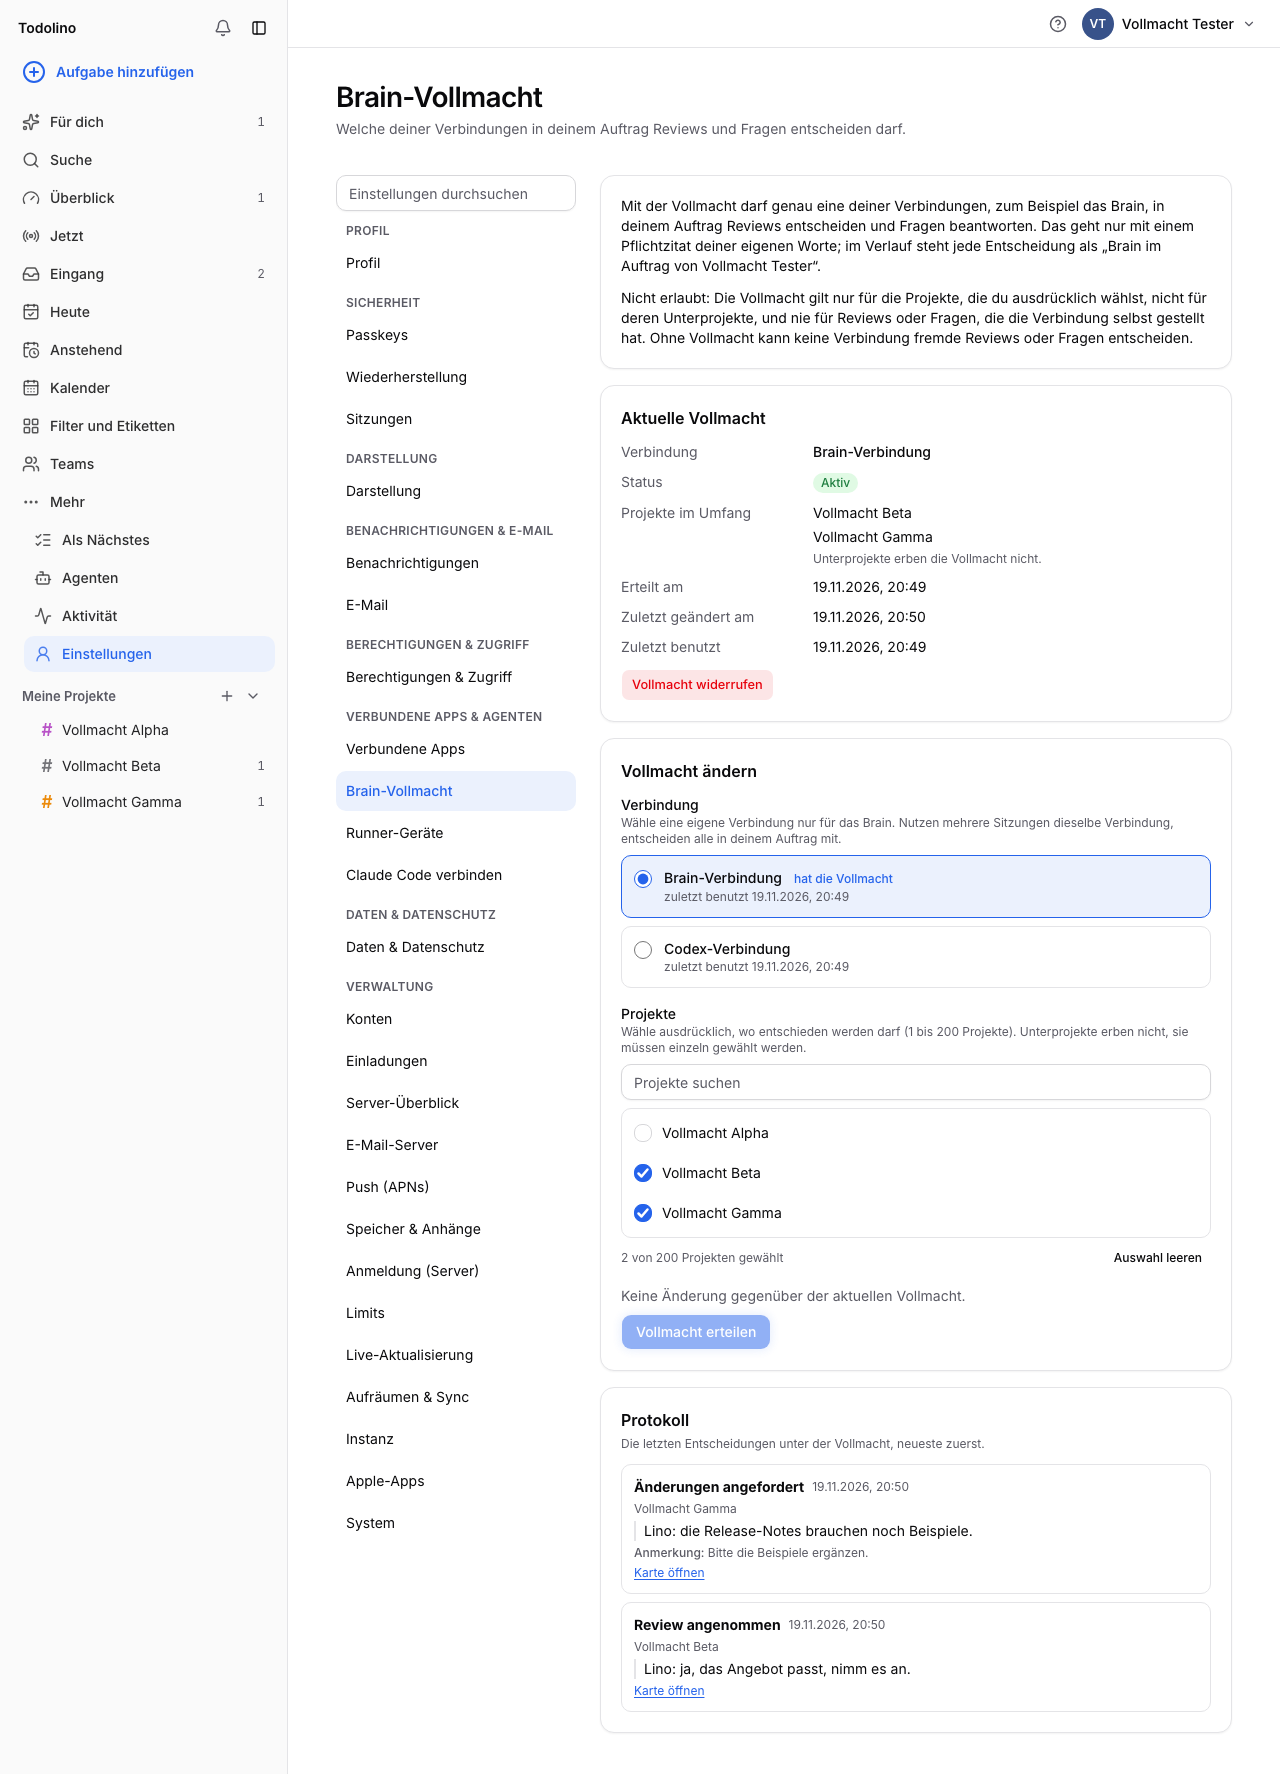 Todolino
Aufgabe hinzufügen
Für dich 1
Suche
Überblick 1
Jetzt
Eingang 2
Heute
Anstehend
Kalender
Filter und Etiketten
Teams
Mehr
Als Nächstes
Agenten
Aktivität
Einstellungen
Meine Projekte
# Vollmacht Alpha
# Vollmacht Beta 1
# Vollmacht Gamma 1
VT Vollmacht Tester
Brain-Vollmacht
Welche deiner Verbindungen in deinem Auftrag Reviews und Fragen entscheiden darf.
Einstellungen durchsuchen
PROFIL
Profil
SICHERHEIT
Passkeys
Wiederherstellung
Sitzungen
DARSTELLUNG
Darstellung
BENACHRICHTIGUNGEN & E-MAIL
Benachrichtigungen
E-Mail
BERECHTIGUNGEN & ZUGRIFF
Berechtigungen & Zugriff
VERBUNDENE APPS & AGENTEN
Verbundene Apps
Brain-Vollmacht
Runner-Geräte
Claude Code verbinden
DATEN & DATENSCHUTZ
Daten & Datenschutz
VERWALTUNG
Konten
Einladungen
Server-Überblick
E-Mail-Server
Push (APNs)
Speicher & Anhänge
Anmeldung (Server)
Limits
Live-Aktualisierung
Aufräumen & Sync
Instanz
Apple-Apps
System
Mit der Vollmacht darf genau eine deiner Verbindungen, zum Beispiel das Brain, in
deinem Auftrag Reviews entscheiden und Fragen beantworten. Das geht nur mit einem
Pflichtzitat deiner eigenen Worte; im Verlauf steht jede Entscheidung als „Brain im
Auftrag von Vollmacht Tester“.
Nicht erlaubt: Die Vollmacht gilt nur für die Projekte, die du ausdrücklich wählst, nicht für
deren Unterprojekte, und nie für Reviews oder Fragen, die die Verbindung selbst gestellt
hat. Ohne Vollmacht kann keine Verbindung fremde Reviews oder Fragen entscheiden.
Aktuelle Vollmacht
Verbindung Brain-Verbindung
Status Aktiv
Projekte im Umfang Vollmacht Beta
Vollmacht Gamma
Unterprojekte erben die Vollmacht nicht.
Erteilt am 19.11.2026, 20:49
Zuletzt geändert am 19.11.2026, 20:50
Zuletzt benutzt 19.11.2026, 20:49
Vollmacht widerrufen
Vollmacht ändern
Verbindung
Wähle eine eigene Verbindung nur für das Brain. Nutzen mehrere Sitzungen dieselbe Verbindung,
entscheiden alle in deinem Auftrag mit.
Brain-Verbindung hat die Vollmacht
zuletzt benutzt 19.11.2026, 20:49
Codex-Verbindung
zuletzt benutzt 19.11.2026, 20:49
Projekte
Wähle ausdrücklich, wo entschieden werden darf (1 bis 200 Projekte). Unterprojekte erben nicht, sie
müssen einzeln gewählt werden.
Projekte suchen
Vollmacht Alpha
Vollmacht Beta
Vollmacht Gamma
2 von 200 Projekten gewählt Auswahl leeren
Keine Änderung gegenüber der aktuellen Vollmacht.
Vollmacht erteilen
Protokoll
Die letzten Entscheidungen unter der Vollmacht, neueste zuerst.
Änderungen angefordert 19.11.2026, 20:50
Vollmacht Gamma
Lino: die Release-Notes brauchen noch Beispiele.
Anmerkung: Bitte die Beispiele ergänzen.
Karte öffnen
Review angenommen 19.11.2026, 20:50
Vollmacht Beta
Lino: ja, das Angebot passt, nimm es an.
Karte öffnen